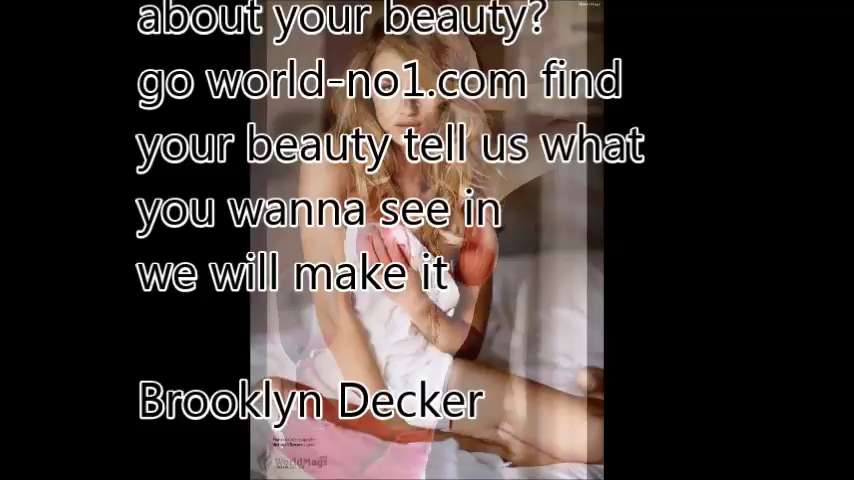 about your beauty?
go world-no1.com find
your beauty tell us what
you wanna see in
we will make it
Brooklyn Decker
WorldMags